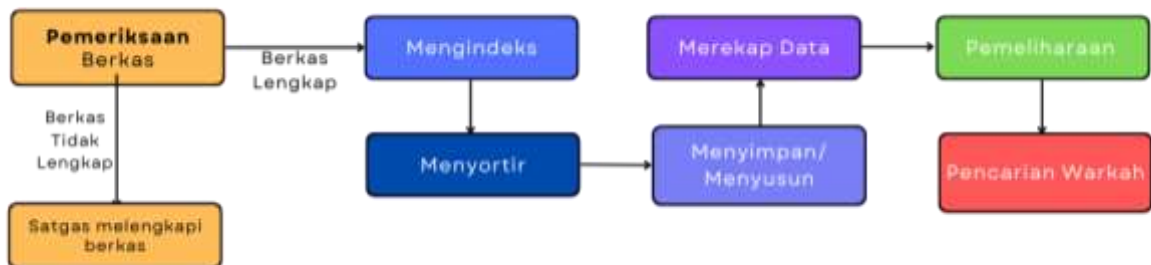 Pemeriksaan
Berkas
Berkas
Lengkap
Mengindeks
Merekap Data
Pemeliharaan
Berkas
Tidak
Lengkap
Menyortir
Menyimpan/
Menyusun
Pencarian Warkah
Satgas melengkapi
berkas